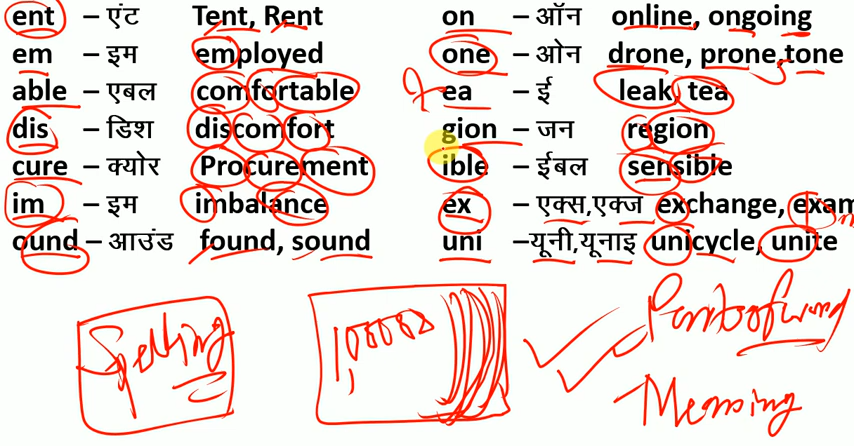 ent – एंट Tent, Rent on – ऑन online, ongoing
em – इम employed one – ओन drone, prone, tone
able – एबल comfortable ea – ई leak, tea
dis – डिश discomfort gion – जन region
cure – क्योर Procurement ible – ईबल sensible
im – इम imbalance ex – एक्स,एक्ज exchange, exam
ound – आउंड found, sound uni –यूनी,यूनाइ unicycle, unite
Spelling
Meaning